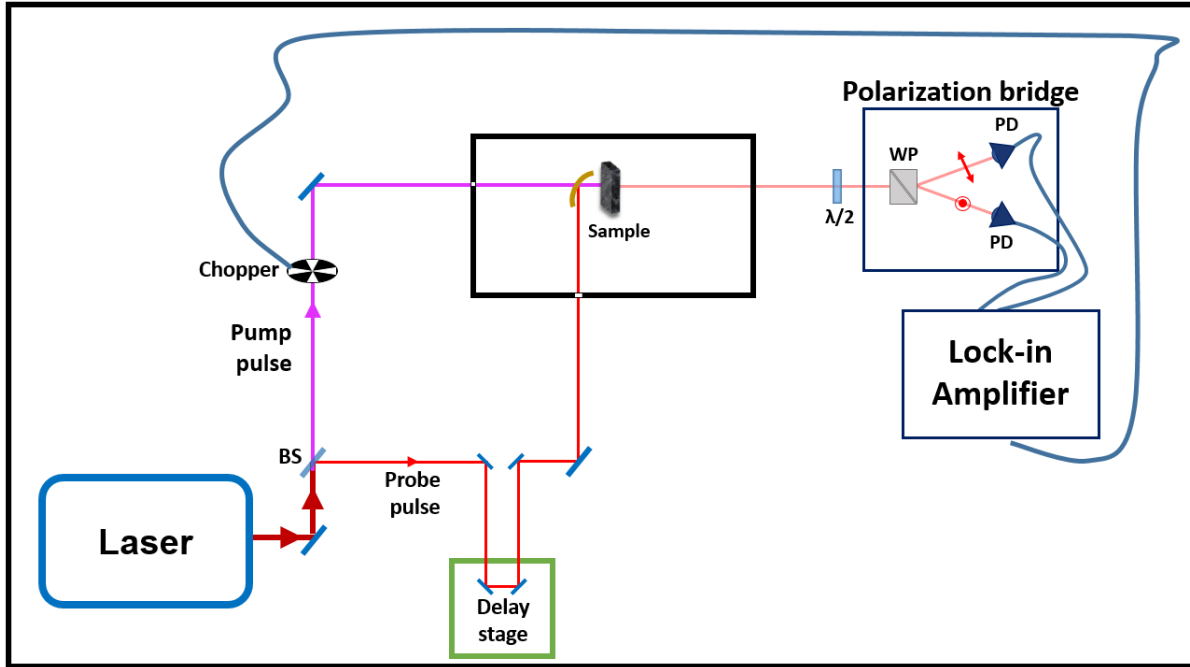 Polarization bridge
PD
WP
λ/2
PD
Sample
Chopper
Pump
pulse
Lock-in
Amplifier
BS
Probe
pulse
Laser
Delay
stage